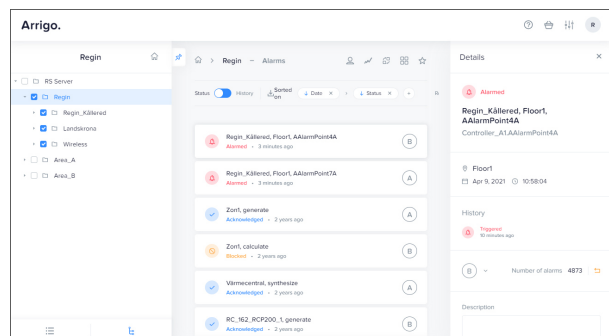 Arrigo.
R
Regin
RS Server
Regin
Regin_Kållered
Landskrona
Wireless
Area_A
Area_B
Regin – Alarms
Status
History
Sorted on
Date
Status
Regin_Kållered, Floor1, AAlarmPoint4A
Alarmed • 3 minutes ago
B
Regin_Kållered, Floor1, AAlarmPoint7A
Alarmed • 3 minutes ago
A
Zon1, generate
Acknowledged • 2 years ago
A
Zon1, calculate
Blocked • 2 years ago
B
Värmecentral, synthesize
Acknowledged • 2 years ago
A
RC_162_RCP200_1, generate
Acknowledged • 2 years ago
B
Details
Alarmed
Regin_Kållered, Floor1,
AAlarmPoint4A
Controller_A1.AAlarmPoint4A
Floor1
Apr 9, 2021 10:58:04
History
Triggered
10 minutes ago
B
Number of alarms 4873
Description